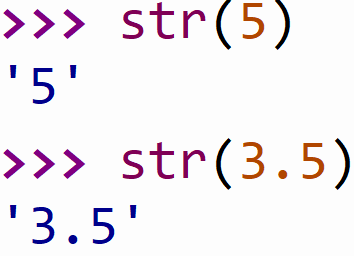 >>> str(5)
'5'
>>> str(3.5)
'3.5'